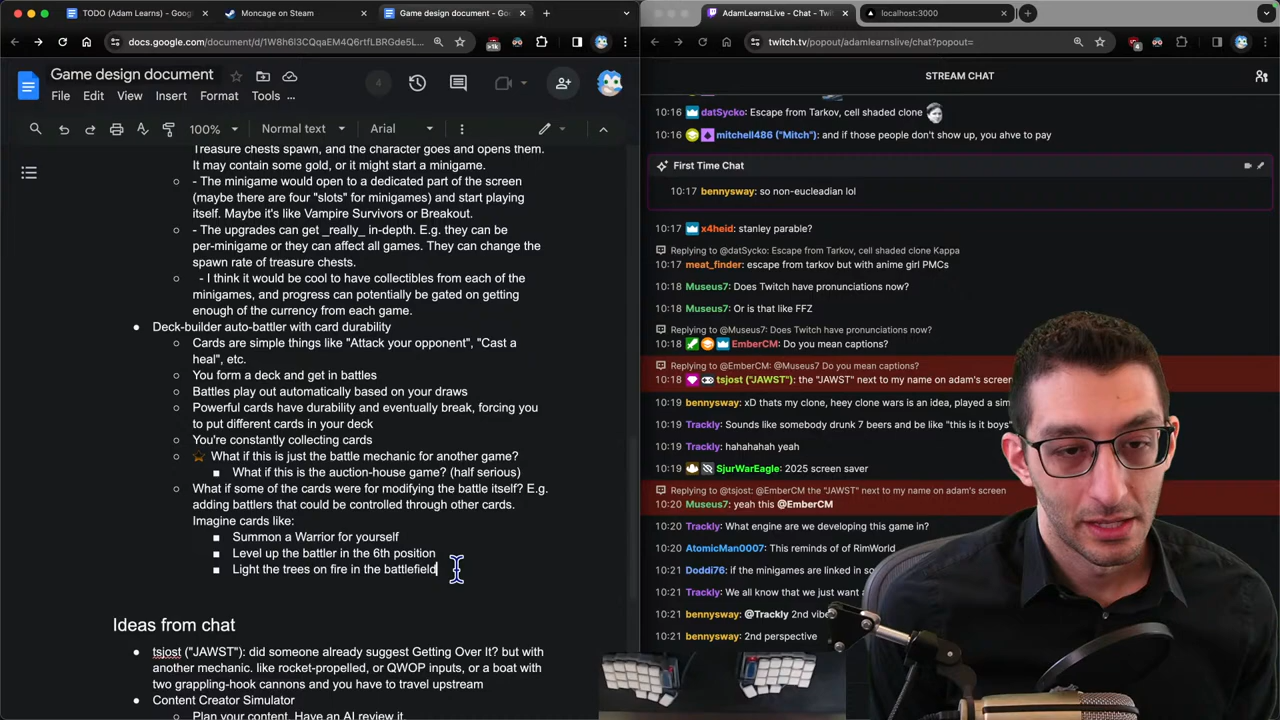 TODO (Adam Learns) - Goog
Moncage on Steam
Game design document - Go
AdamLearnsLive - Chat - Twit
localhost:3000
docs.google.com/document/d/1W8h6I3CQqaEM4Q6rtfLBRGde5L...
twitch.tv/popout/adamlearnslive/chat?popout=
Game design document
File Edit View Insert Format Tools ...
100% Normal text Arial
Treasure chests spawn, and the character goes and opens them.
It may contain some gold, or it might start a minigame.
- The minigame would open to a dedicated part of the screen
(maybe there are four "slots" for minigames) and start playing
itself. Maybe it's like Vampire Survivors or Breakout.
- The upgrades can get _really_ in-depth. E.g. they can be
per-minigame or they can affect all games. They can change the
spawn rate of treasure chests.
- I think it would be cool to have collectibles from each of the
minigames, and progress can potentially be gated on getting
enough of the currency from each game.
Deck-builder auto-battler with card durability
Cards are simple things like "Attack your opponent", "Cast a
heal", etc.
You form a deck and get in battles
Battles play out automatically based on your draws
Powerful cards have durability and eventually break, forcing you
to put different cards in your deck
You're constantly collecting cards
What if this is just the battle mechanic for another game?
What if this is the auction-house game? (half serious)
What if some of the cards were for modifying the battle itself? E.g.
adding battlers that could be controlled through other cards.
Imagine cards like:
Summon a Warrior for yourself
Level up the battler in the 6th position
Light the trees on fire in the battlefield
Ideas from chat
tsjost ("JAWST"): did someone already suggest Getting Over It? but with
another mechanic. like rocket-propelled, or QWOP inputs, or a boat with
two grappling-hook cannons and you have to travel upstream
Content Creator Simulator
Plan your content. Have an AI review it.
STREAM CHAT
10:16 datSycko: Escape from Tarkov, cell shaded clone
10:16 mitchell486 ("Mitch"): and if those people don't show up, you ahve to pay
First Time Chat
10:17 bennysway: so non-eucleadian lol
10:17 x4heid: stanley parable?
Replying to @datSycko: Escape from Tarkov, cell shaded clone Kappa
10:17 meat_finder: escape from tarkov but with anime girl PMCs
10:18 Museus7: Does Twitch have pronunciations now?
10:18 Museus7: Or is that like FFZ
Replying to @Museus7: Does Twitch have pronunciations now?
10:18 EmberCM: Do you mean captions?
Replying to @EmberCM: @Museus7 Do you mean captions?
10:18 tsjost ("JAWST"): the "JAWST" next to my name on adam's screen
10:19 bennysway: xD thats my clone, heey clone wars is an idea, played a sim
10:19 Trackly: Sounds like somebody drunk 7 beers and be like "this is it boys"
10:19 Trackly: hahahahah yeah
10:19 SjurWarEagle: 2025 screen saver
Replying to @tsjost: @EmberCM the "JAWST" next to my name on adam's screen
10:20 Museus7: yeah this @EmberCM
10:20 Trackly: What engine are we developing this game in?
10:20 AtomicMan0007: This reminds of of RimWorld
10:21 Doddi76: if the minigames are linked in so
10:21 Trackly: We all know that we just want
10:21 bennysway: @Trackly 2nd vibe
10:21 bennysway: 2nd perspective